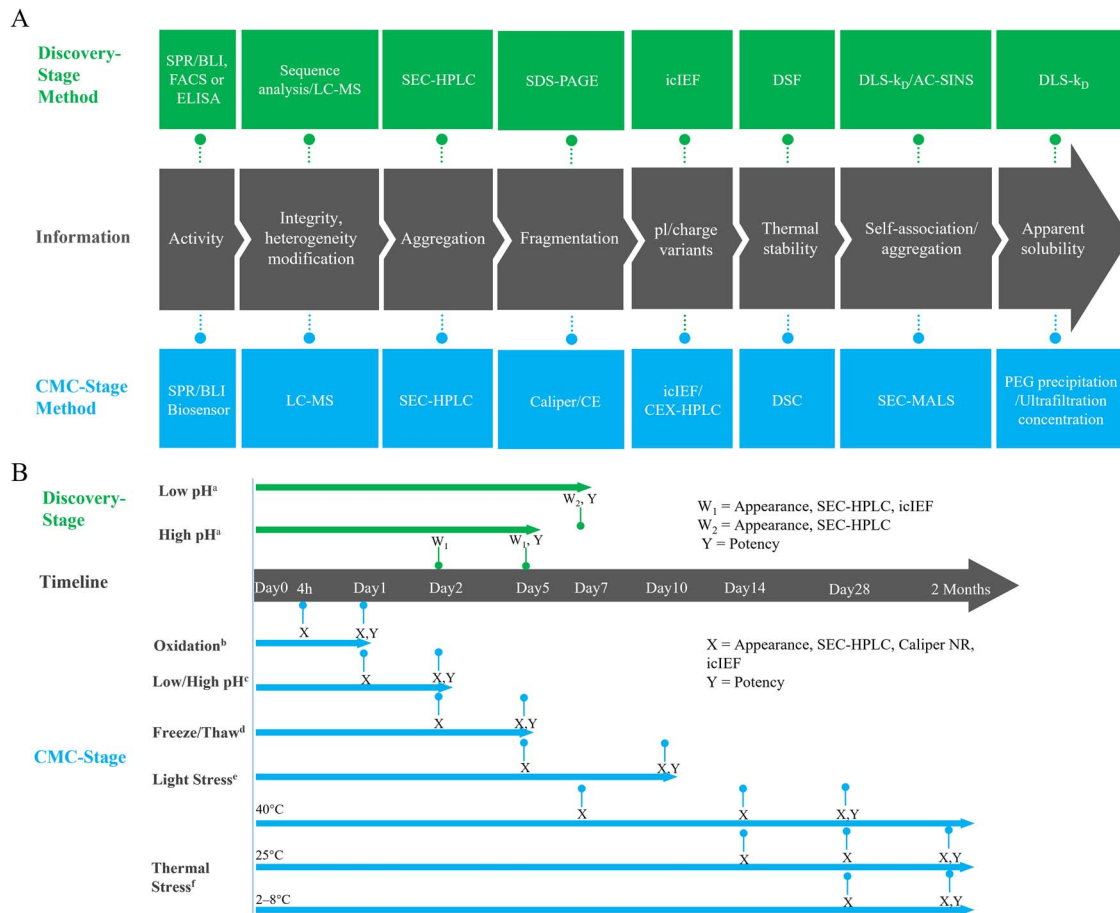 A
Discovery-
Stage
Method
SPR/BLI,
FACS or
ELISA
Sequence
analysis/LC-MS
SEC-HPLC
SDS-PAGE
icIEF
DSF
DLS-kD/AC-SINS
DLS-kD
Information
Activity
Integrity,
heterogeneity
modification
Aggregation
Fragmentation
pl/charge
variants
Thermal
stability
Self-association/
aggregation
Apparent
solubility
CMC-Stage
Method
SPR/BLI
Biosensor
LC-MS
SEC-HPLC
Caliper/CE
icIEF/
CEX-HPLC
DSC
SEC-MALS
PEG precipitation
/Ultrafiltration
concentration
B
Discovery-
Stage
Low pHᵃ
W₂, Y
High pHᵃ
W₁
W₁, Y
W₁ = Appearance, SEC-HPLC, icIEF
W₂ = Appearance, SEC-HPLC
Y = Potency
Timeline
Day0 4h Day1 Day2 Day5 Day7 Day10 Day14 Day28 2 Months
CMC-Stage
Oxidationᵇ
X
X,Y
X = Appearance, SEC-HPLC, Caliper NR,
icIEF
Y = Potency
Low/High pHᶜ
X
X,Y
Freeze/Thawᵈ
X
X,Y
Light Stressᵉ
X
X,Y
Thermal
Stressᶠ
40°C
X
X
X,Y
25°C
X
X
X,Y
2–8°C
X
X,Y